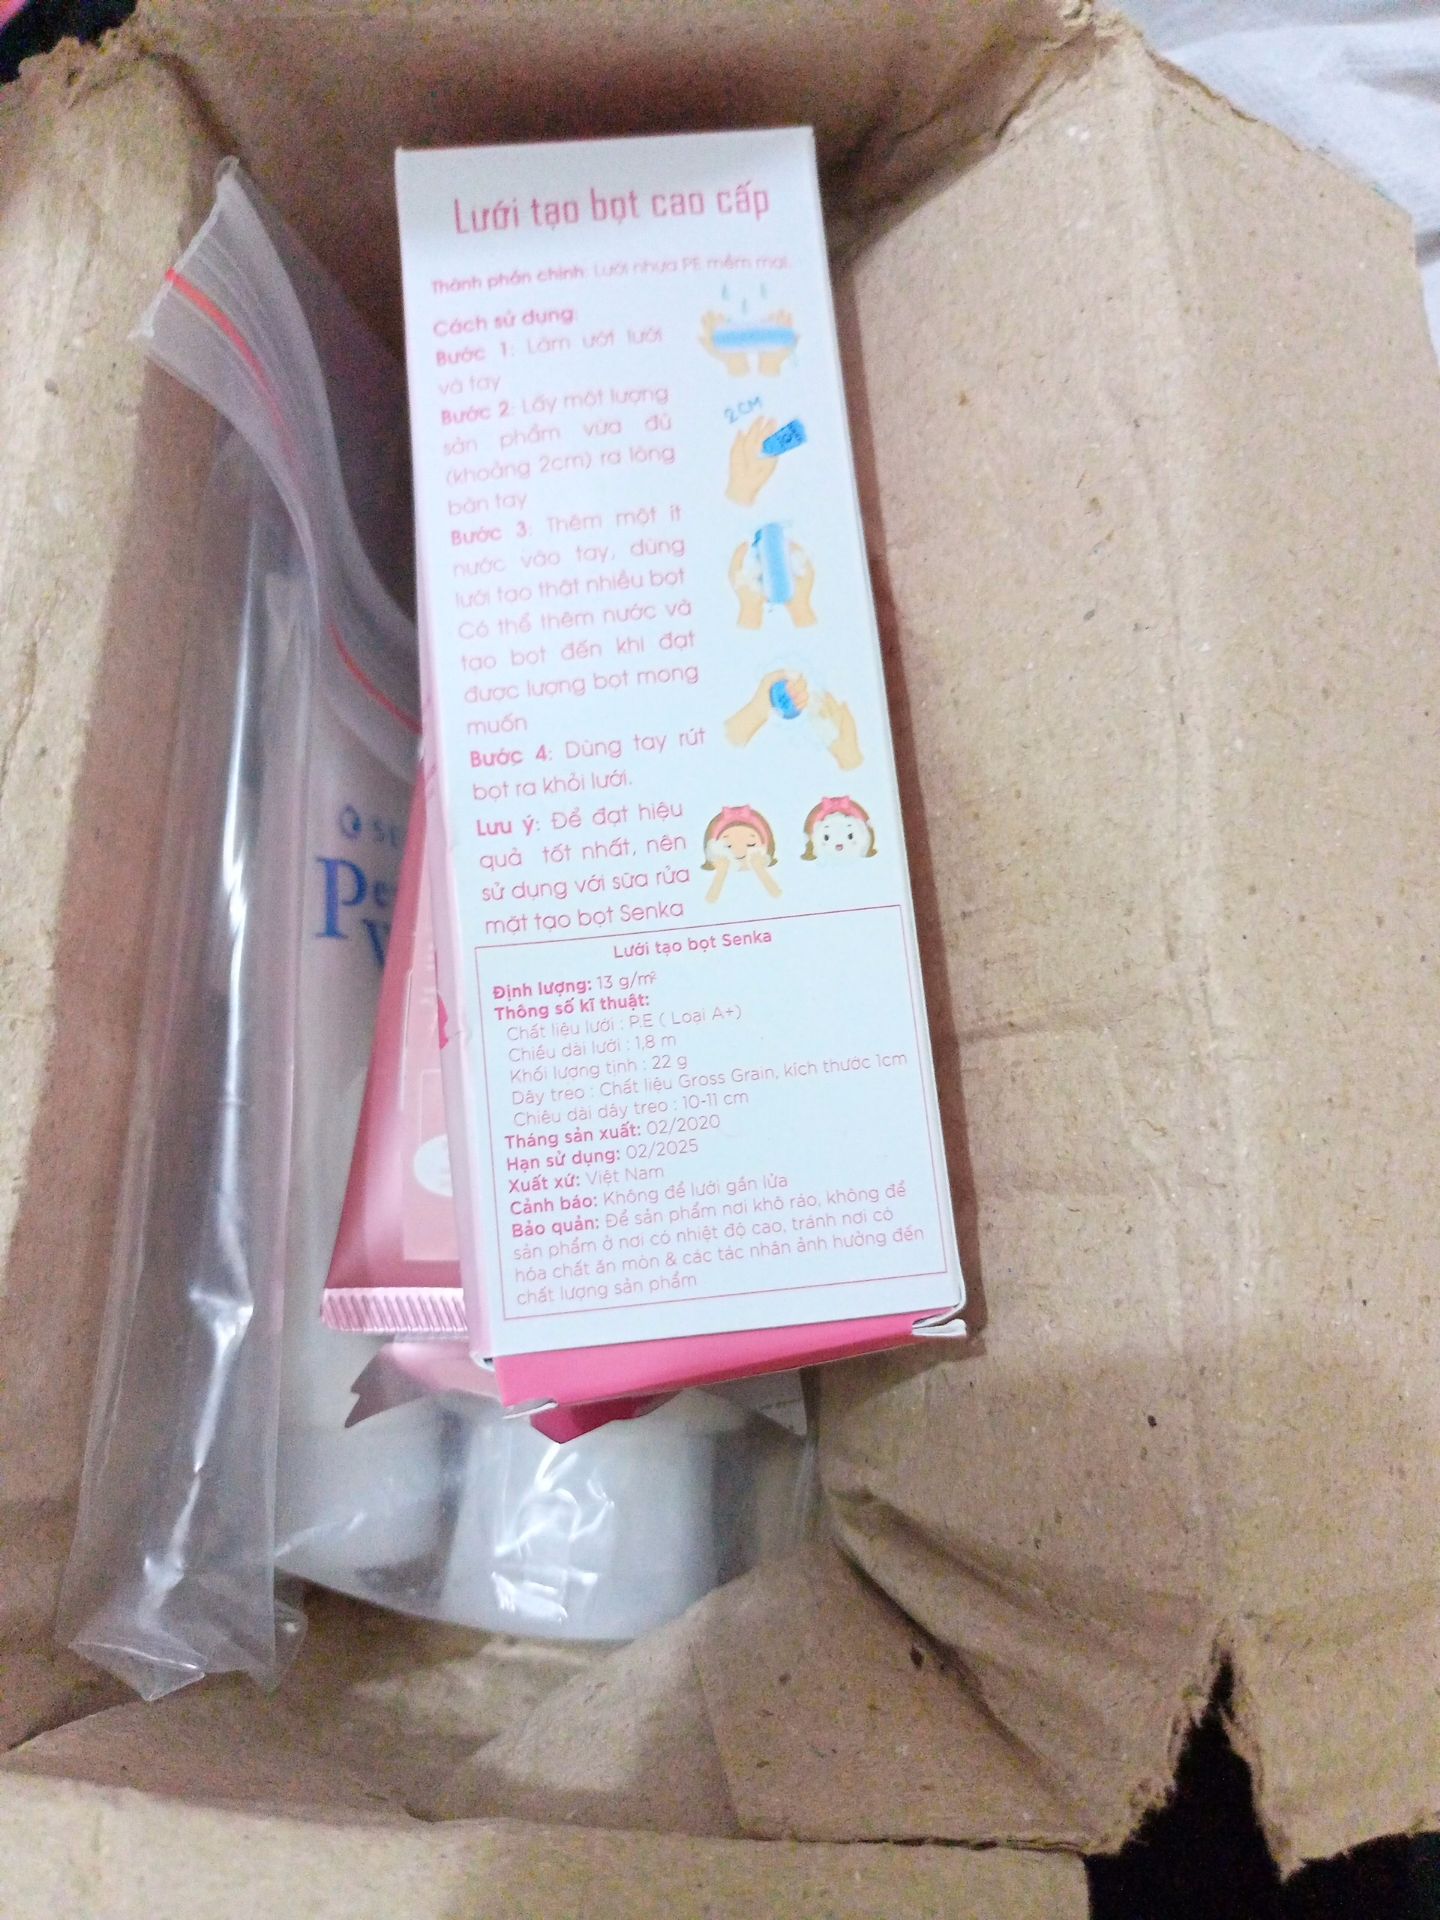 Lưới tạo bọt cao cấp
Thành phần chính: Lưới nhựa PE mềm mại.
Cách sử dụng:
Bước 1: Làm ướt lưới
và tay
Bước 2: Lấy một lượng
sản phẩm vừa đủ
(khoảng 2cm) ra lòng
bàn tay
2CM
Bước 3: Thêm một ít
nước vào tay, dùng
lưới tạo thật nhiều bọt
Có thể thêm nước và
tạo bọt đến khi đạt
được lượng bọt mong
muốn
Bước 4: Dùng tay rút
bọt ra khỏi lưới.
Lưu ý: Để đạt hiệu
quả tốt nhất, nên
sử dụng với sữa rửa
mặt tạo bọt Senka
Lưới tạo bọt Senka
Định lượng: 13 g/m²
Thông số kĩ thuật:
Chất liệu lưới : P.E ( Loại A+)
Chiều dài lưới : 1,8 m
Khối lượng tịnh : 22 g
Dây treo : Chất liệu Gross Grain, kích thước 1cm
Chiều dài dây treo : 10-11 cm
Tháng sản xuất: 02/2020
Hạn sử dụng: 02/2025
Xuất xứ: Việt Nam
Cảnh báo: Không để lưới gần lửa
Bảo quản: Để sản phẩm nơi khô ráo, không để
sản phẩm ở nơi có nhiệt độ cao, tránh nơi có
hóa chất ăn mòn & các tác nhân ảnh hưởng đến
chất lượng sản phẩm